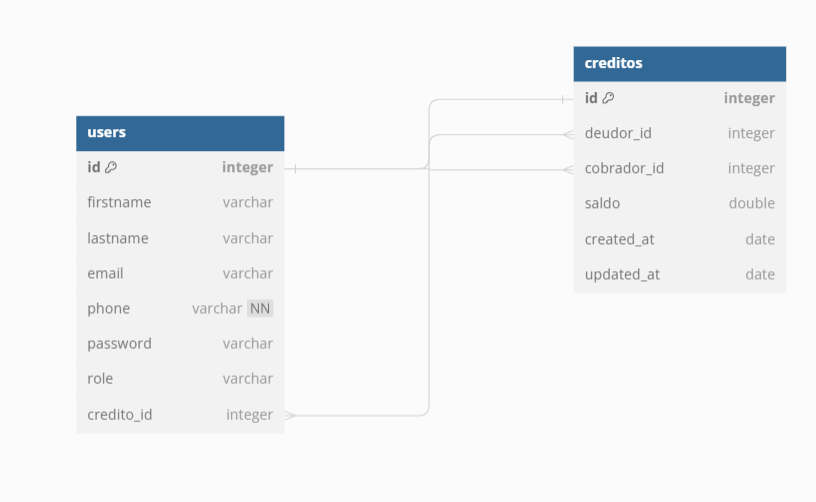 users
id integer
firstname varchar
lastname varchar
email varchar
phone varchar NN
password varchar
role varchar
credito_id integer
creditos
id integer
deudor_id integer
cobrador_id integer
saldo double
created_at date
updated_at date